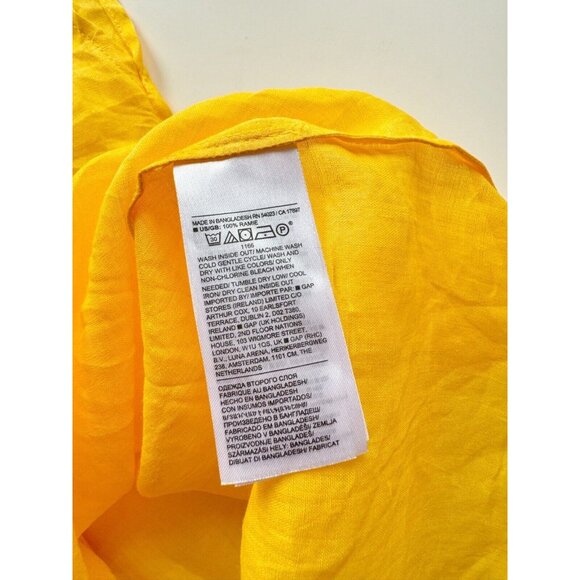 MADE IN BANGLADESH RN 54023 / CA 17897
■ US/GB: 100% RAMIE
30 P
1166
WASH INSIDE OUT/ MACHINE WASH
COLD GENTLE CYCLE/ WASH AND
DRY WITH LIKE COLORS/ ONLY
NON-CHLORINE BLEACH WHEN
NEEDED/ TUMBLE DRY LOW/ COOL
IRON/ DRY CLEAN INSIDE OUT
IMPORTED BY/IMPORTE PAR: ■ GAP
STORES (IRELAND) LIMITED C/O
ARTHUR COX, 10 EARLSFORT
TERRACE, DUBLIN 2, D02 T380,
IRELAND ■ GAP (UK HOLDINGS)
LIMITED, 2ND FLOOR NATIONS
HOUSE, 103 WIGMORE STREET,
LONDON, W1U 1QS, UK ■ GAP (RHC)
B.V., LUNA ARENA, HERIKERBERGWEG
238, AMSTERDAM, 1101 CM, THE
NETHERLANDS
ОДЕЖДА ВТОРОГО СЛОЯ
FABRIQUE AU BANGLADESH/
HECHO EN BANGLADESH
CON INSUMOS IMPORTADOS/
ПРОИЗВЕДЕНО В БАНГЛАДЕШ/
FABRICADO EM BANGLADESH/
VYROBENO V BANGLADÉŠI/ ZEMLJA
PROIZVODNJE BANGLADEŠ/
SZÁRMAZÁSI HELY: BANGLADES/
DIBUAT DI BANGLADESH/ FABRICAT